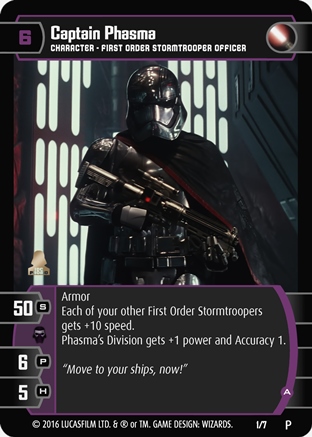 6 Captain Phasma
CHARACTER - FIRST ORDER STORMTROOPER OFFICER
50 S
Armor
Each of your other First Order Stormtroopers
gets +10 speed.
Phasma's Division gets +1 power and Accuracy 1.
6 P
"Move to your ships, now!"
5 H
A
© 2016 LUCASFILM LTD. & ® or TM. GAME DESIGN: WIZARDS. 1/7 P